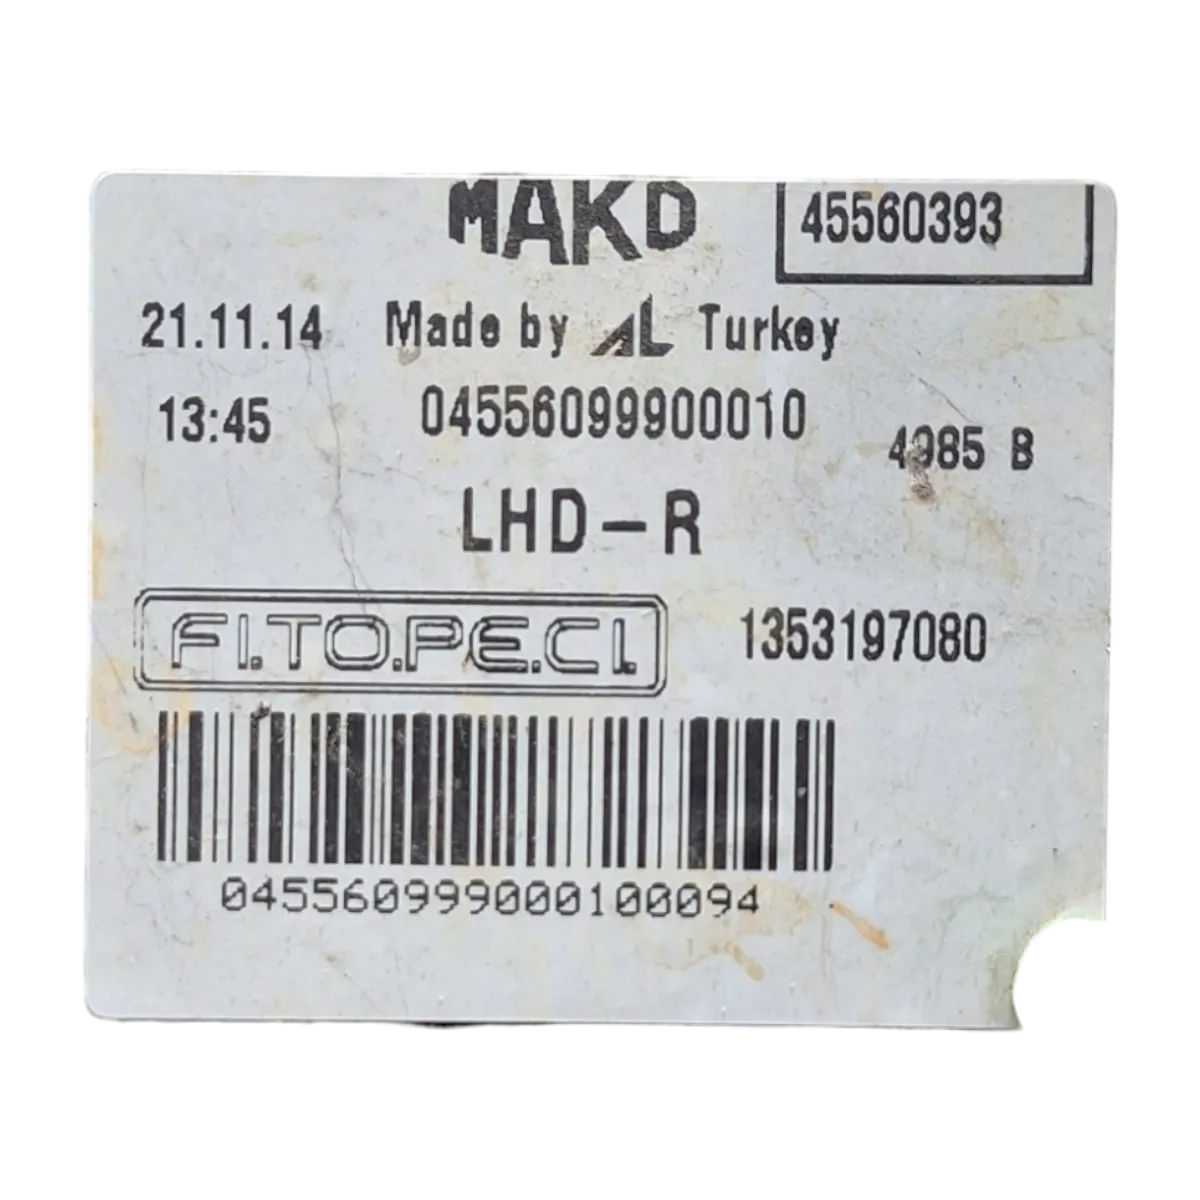 MAKO 45560393
21.11.14 Made by AL Turkey
13:45 04556099900010 4985 B
LHD-R
FI.TO.PE.CI. 1353197080
045560999000100094